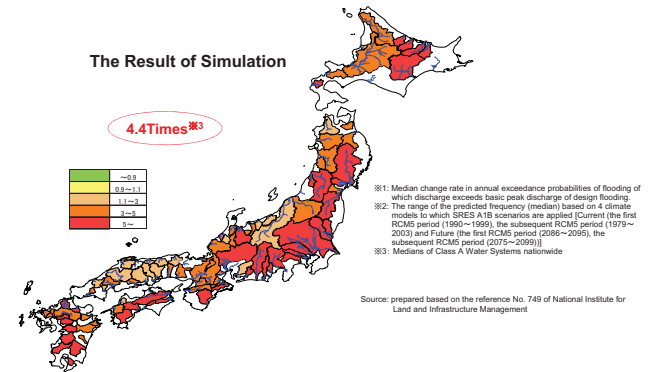 The Result of Simulation
4.4Times※3
～0.9
0.9～1.1
1.1～3
3～5
5～
※1: Median change rate in annual exceedance probabilities of flooding of
which discharge exceeds basic peak discharge of design flooding.
※2: The range of the predicted frequency (median) based on 4 climate
models to which SRES A1B scenarios are applied [Current (the first
RCM5 period (1990～1999), the subsequent RCM5 period (1979～
2003) and Future (the first RCM5 period (2086～2095), the
subsequent RCM5 period (2075～2099))]
※3: Medians of Class A Water Systems nationwide
Source: prepared based on the reference No. 749 of National Institute for
Land and Infrastructure Management